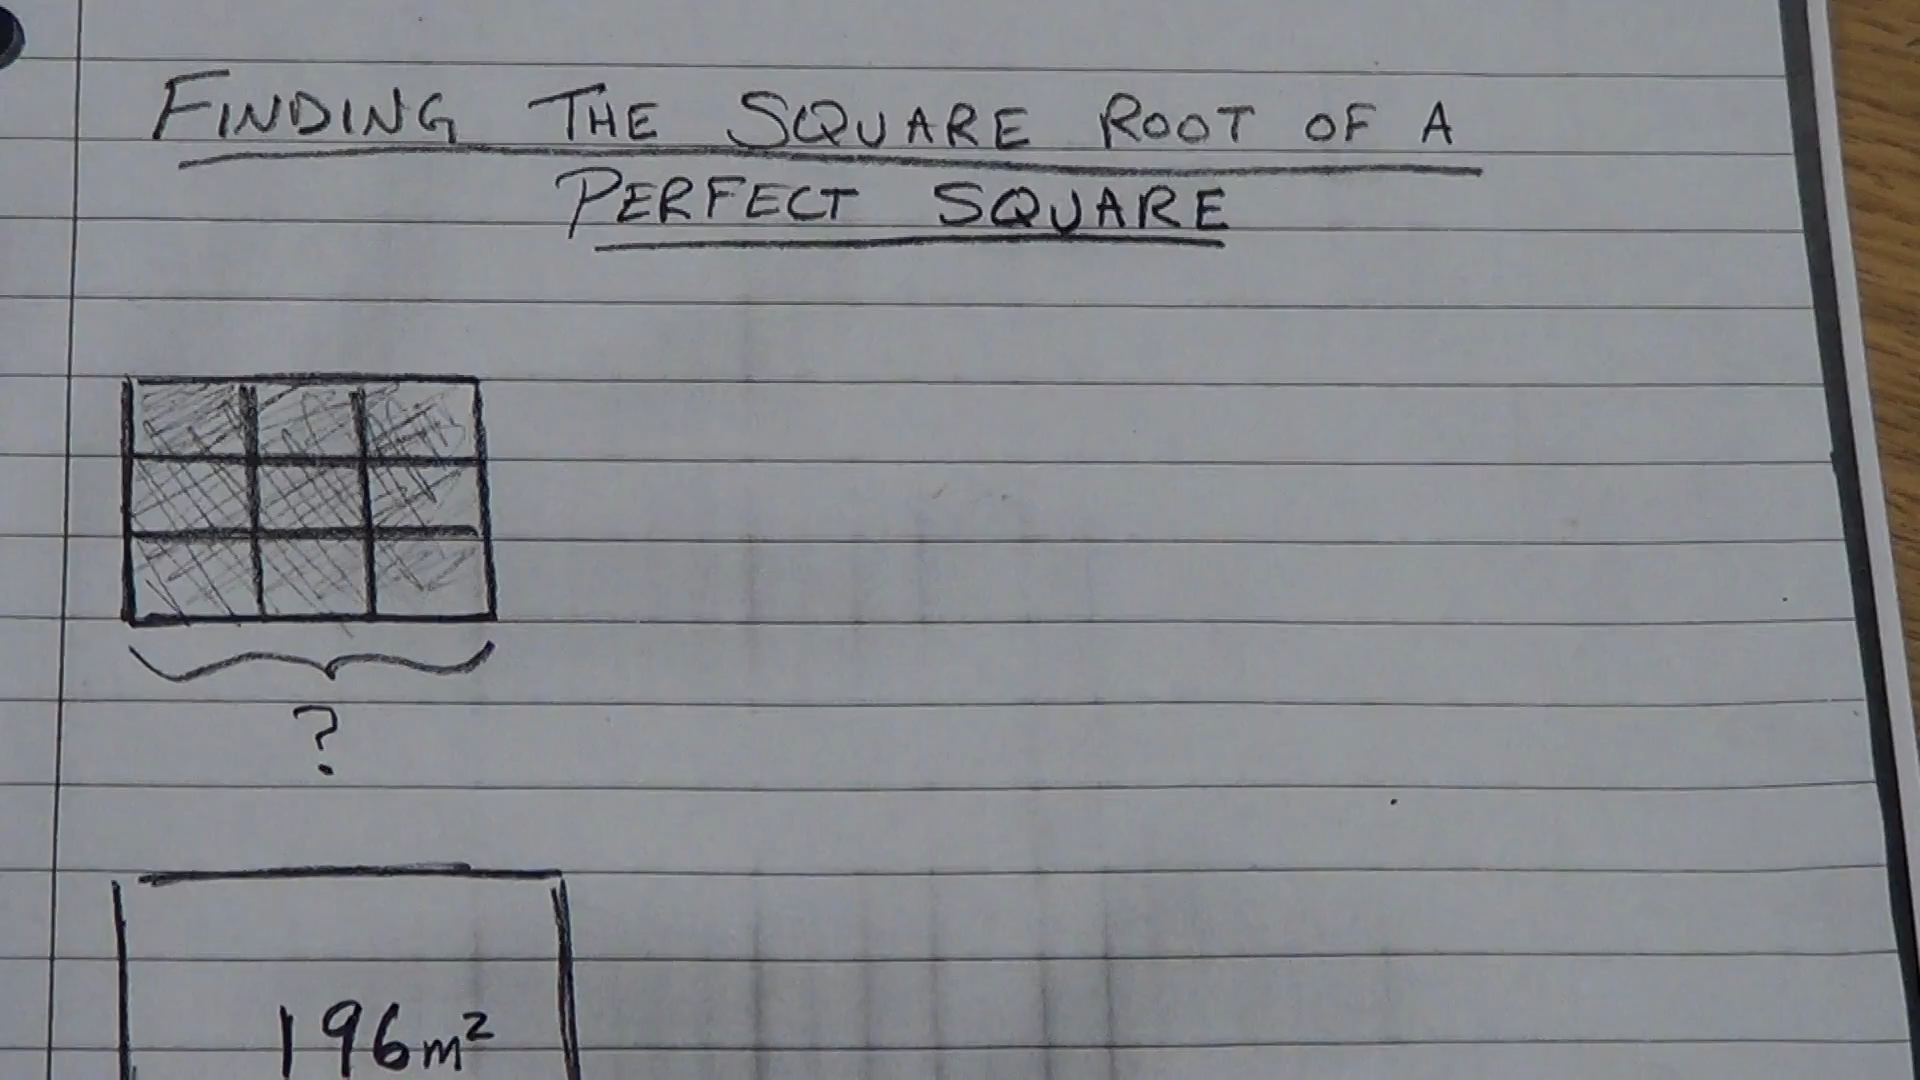 FINDING THE SQUARE ROOT OF A
PERFECT SQUARE
?
196m²